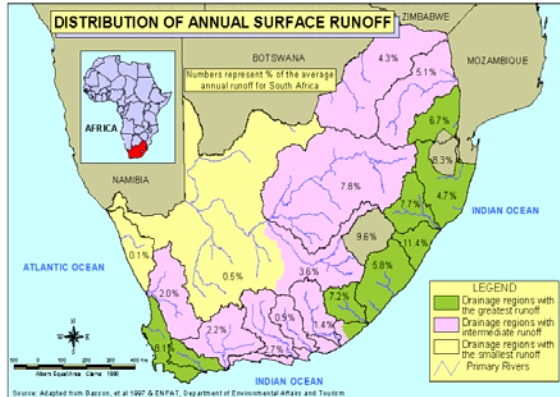 DISTRIBUTION OF ANNUAL SURFACE RUNOFF
ZIMBABWE
BOTSWANA
MOZAMBIQUE
Numbers represent % of the average
annual runoff for South Africa
AFRICA
NAMIBIA
4.3%
5.1%
6.7%
8.3%
7.8%
7.7%
4.7%
INDIAN OCEAN
9.6%
11.4%
0.1%
ATLANTIC OCEAN
0.5%
3.6%
5.8%
2.0%
7.2%
2.2%
0.9%
1.4%
INDIAN OCEAN
LEGEND
Drainage regions with
the greatest runoff
Drainage regions with
intermediate runoff
Drainage regions with
the smallest runoff
Primary Rivers
Source: Adapted from Basson, et al 1997 & ENPAT, Department of Environmental Affairs and Tourism